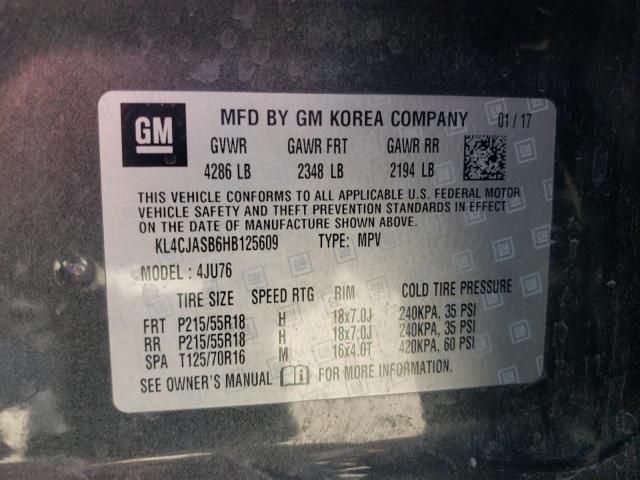 GM MFD BY GM KOREA COMPANY 01/17
GVWR GAWR FRT GAWR RR
4286 LB 2348 LB 2194 LB
THIS VEHICLE CONFORMS TO ALL APPLICABLE U.S. FEDERAL MOTOR
VEHICLE SAFETY AND THEFT PREVENTION STANDARDS IN EFFECT
ON THE DATE OF MANUFACTURE SHOWN ABOVE.
KL4CJASB6HB125609 TYPE: MPV
MODEL : 4JU76
TIRE SIZE SPEED RTG RIM COLD TIRE PRESSURE
FRT P215/55R18 H 18x7.0J 240KPA, 35 PSI
RR P215/55R18 H 18x7.0J 240KPA, 35 PSI
SPA T125/70R16 M 16x4.0T 420KPA, 60 PSI
SEE OWNER'S MANUAL FOR MORE INFORMATION.